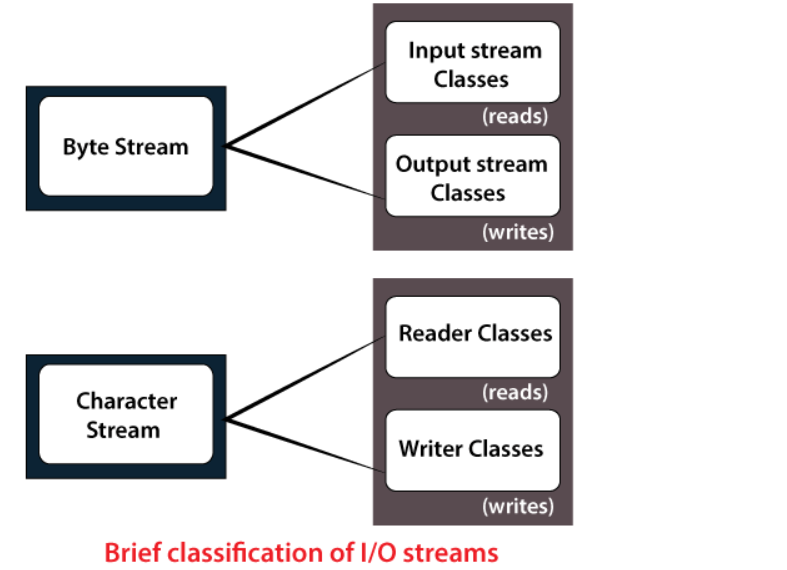 Byte Stream
Input stream
Classes
(reads)
Output stream
Classes
(writes)
Character
Stream
Reader Classes
(reads)
Writer Classes
(writes)
Brief classification of I/O streams